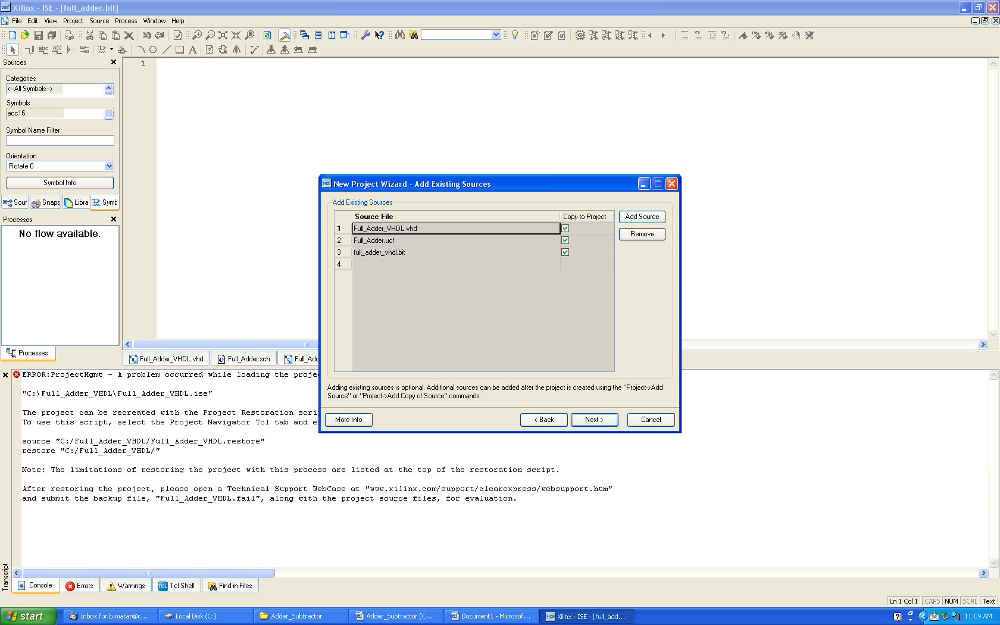 Xilinx - ISE - [full_adder.bit]
File Edit View Project Source Process Window Help
Sources
Categories
<--All Symbols-->
Symbols
acc16
Symbol Name Filter
Orientation
Rotate 0
Symbol Info
Sour Snaps Libra Symt
Processes
No flow available.
Processes
1
Full_Adder_VHDL.vhd Full_Adder.sch Full_Add
New Project Wizard - Add Existing Sources
Add Existing Sources
Source File Copy to Project
1 Full_Adder_VHDL.vhd
2 Full_Adder.ucf
3 full_adder_vhdl.bit
4
Add Source
Remove
Adding existing sources is optional. Additional sources can be added after the project is created using the "Project->Add
Source" or "Project->Add Copy of Source" commands.
More Info < Back Next > Cancel
ERROR:ProjectMgmt - A problem occurred while loading the proje
"C:\Full_Adder_VHDL\Full_Adder_VHDL.ise"
The project can be recreated with the Project Restoration scri
To use this script, select the Project Navigator Tcl tab and e
source "C:/Full_Adder_VHDL/Full_Adder_VHDL.restore"
restore "C:/Full_Adder_VHDL/"
Note: The limitations of restoring the project with this process are listed at the top of the restoration script.
After restoring the project, please open a Technical Support WebCase at "www.xilinx.com/support/clearexpress/websupport.htm"
and submit the backup file, "Full_Adder_VHDL.fail", along with the project source files, for evaluation.
Transcript
Console Errors Warnings Tcl Shell Find in Files
Ln 1 Col 1 CAPS NUM SCRL Text
start Inbox for b.matar@c... Local Disk (C:) Adder_Subtractor Adder_Subtractor [C... Document1 - Microsof... Xilinx - ISE - [full_add... 11:09 AM